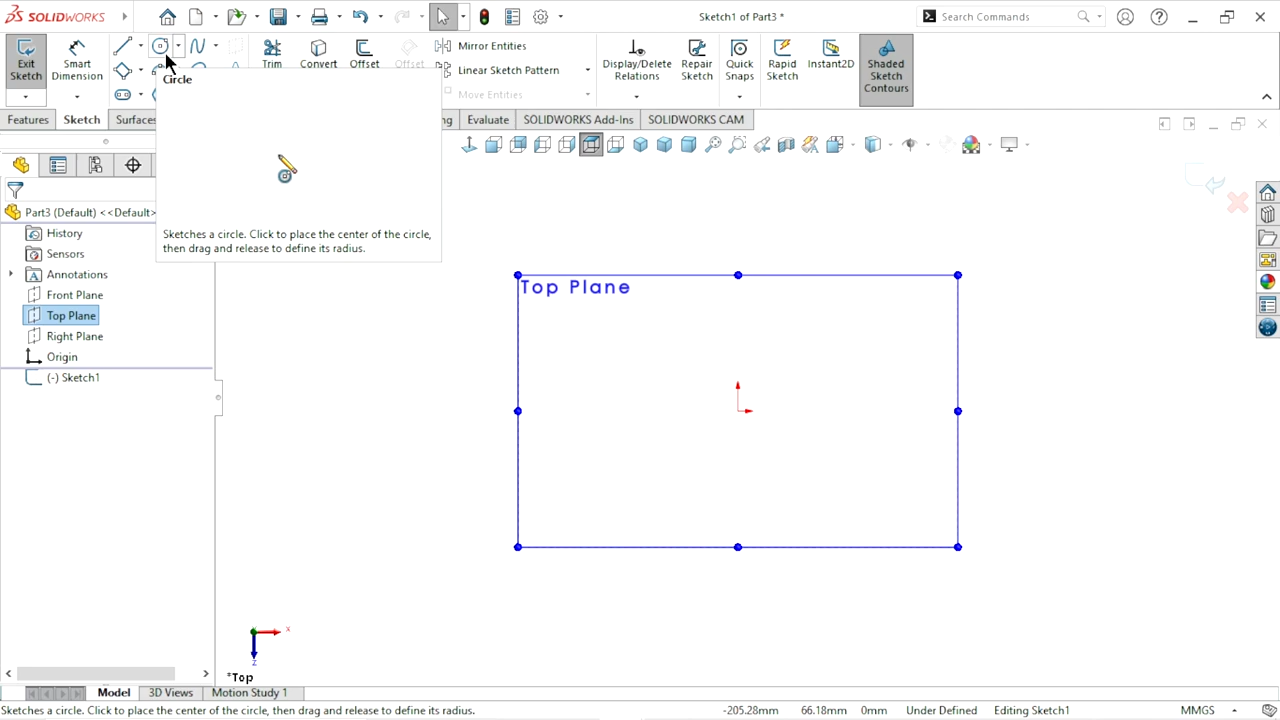 SOLIDWORKS
Sketch1 of Part3 *
Search Commands
Exit Sketch
Smart Dimension
Trim
Convert
Offset
Offset
Mirror Entities
Linear Sketch Pattern
Move Entities
Display/Delete Relations
Repair Sketch
Quick Snaps
Rapid Sketch
Instant2D
Shaded Sketch Contours
Circle
Sketches a circle. Click to place the center of the circle,
then drag and release to define its radius.
Features
Sketch
Surfaces
Evaluate
SOLIDWORKS Add-Ins
SOLIDWORKS CAM
Part3 (Default) <<Default>
History
Sensors
Annotations
Front Plane
Top Plane
Right Plane
Origin
(-) Sketch1
Top Plane
x
z
*Top
Model
3D Views
Motion Study 1
Sketches a circle. Click to place the center of the circle, then drag and release to define its radius.
-205.28mm
66.18mm
0mm
Under Defined
Editing Sketch1
MMGS